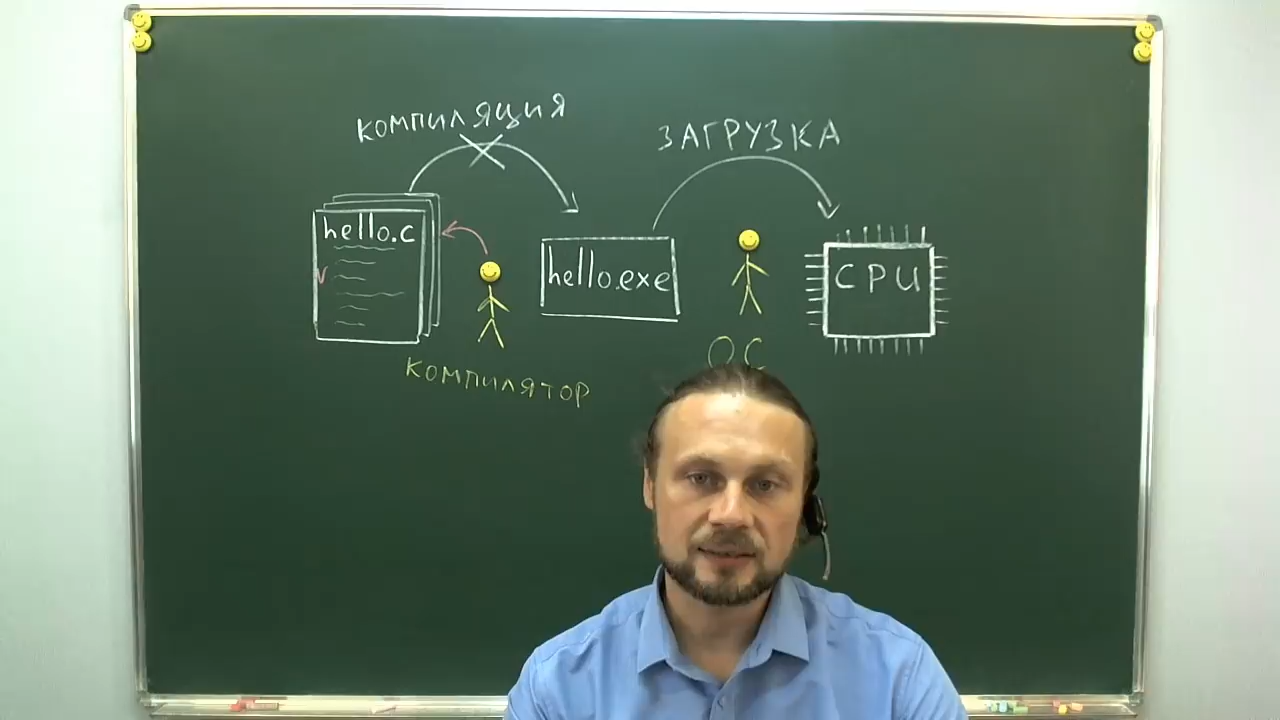 КОМПИЛЯЦИЯ
ЗАГРУЗКА
hello.c
hello.exe
CPU
КОМПИЛЯТОР
ОС